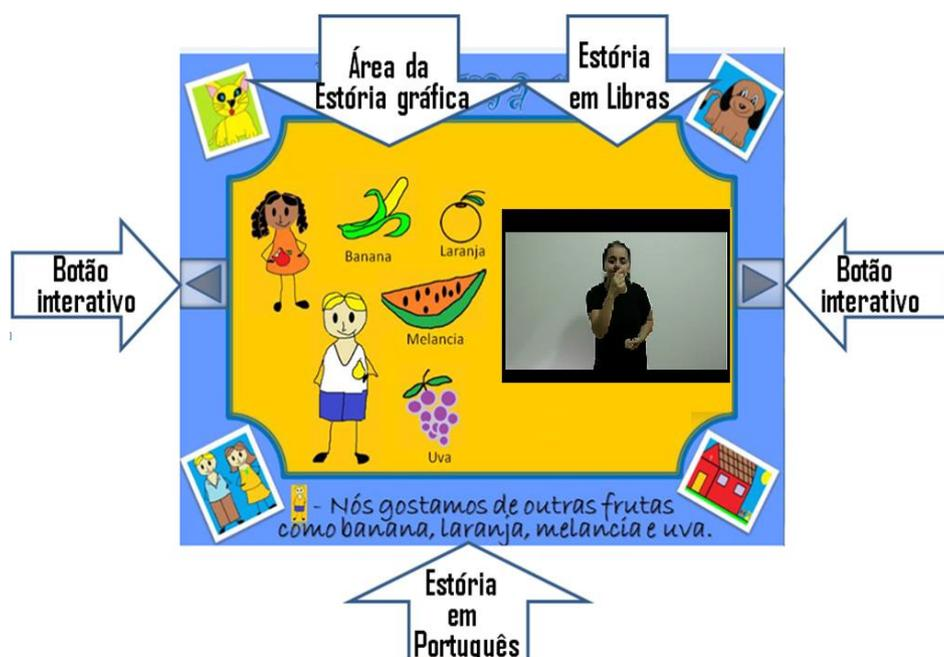 Área da
Estória gráfica
Estória
em Libras
Botão
interativo
Banana
Laranja
Melancia
Uva
Botão
interativo
- Nós gostamos de outras frutas
como banana, laranja, melancia e uva.
Estória
em
Português